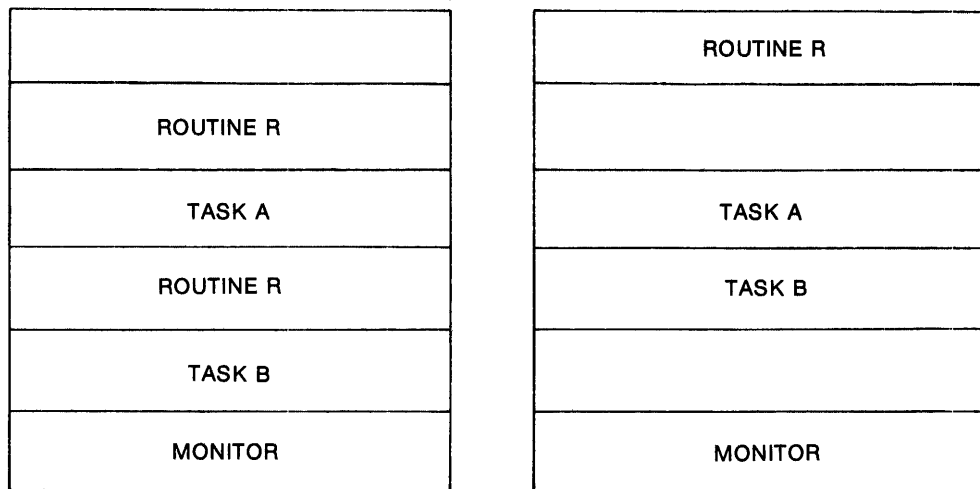 ROUTINE R
TASK A
ROUTINE R
TASK B
MONITOR
ROUTINE R
TASK A
TASK B
MONITOR